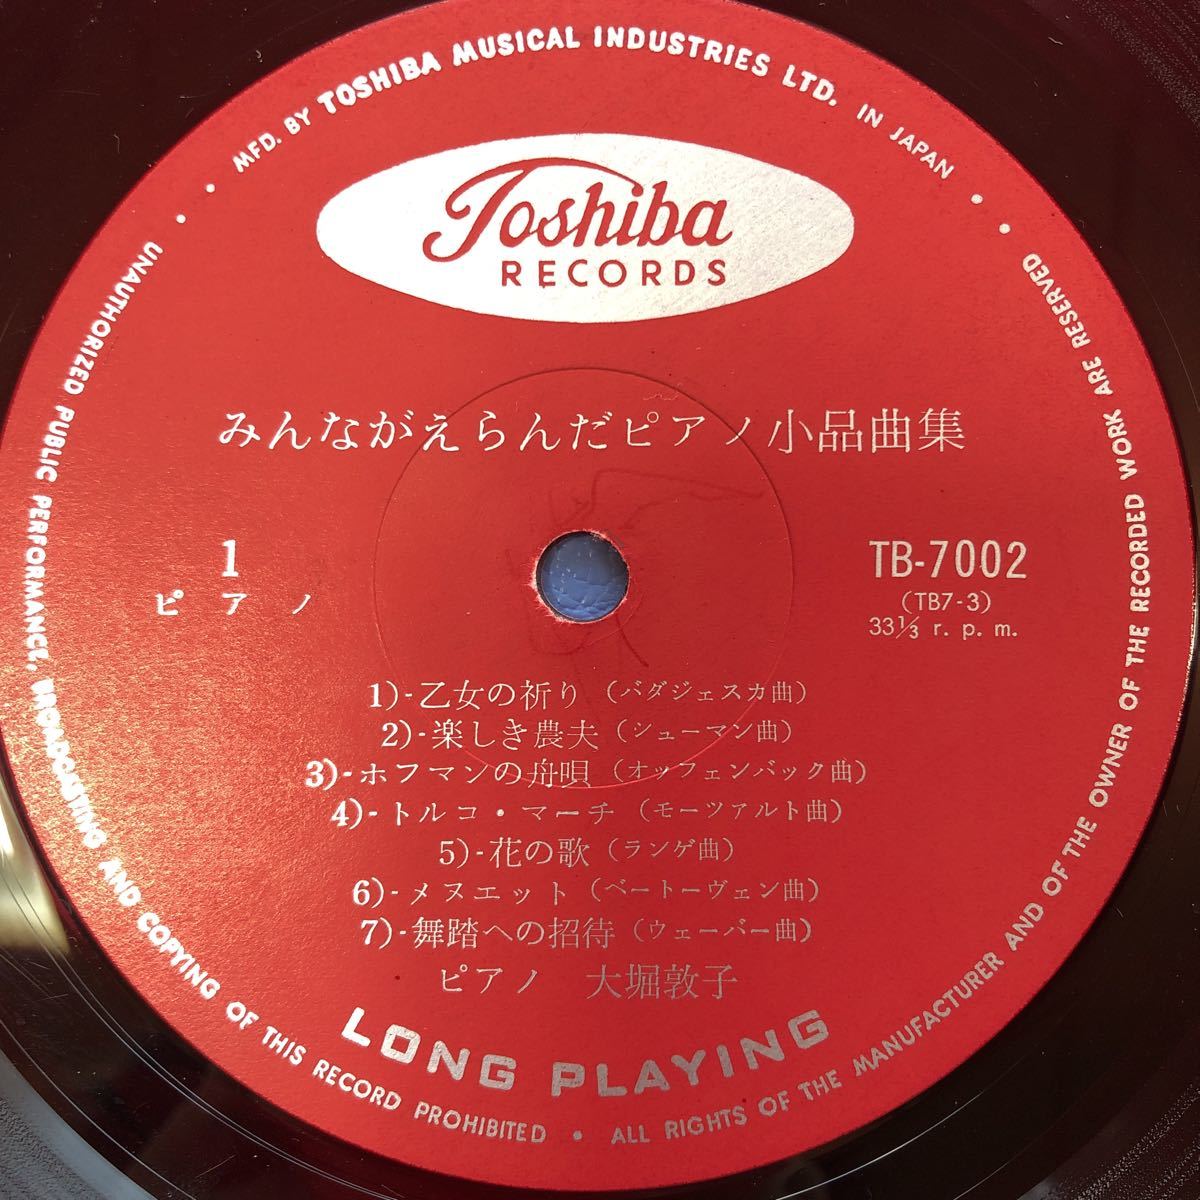 MFD. BY TOSHIBA MUSICAL INDUSTRIES LTD. IN JAPAN
Toshiba
RECORDS
みんながえらんだピアノ小品曲集
1
ピアノ
TB-7002
(TB7-3)
33⅓ r. p. m.
1)-乙女の祈り（バダジェスカ曲）
2)-楽しき農夫（シューマン曲）
3)-ホフマンの舟唄（オッフェンバック曲）
4)-トルコ・マーチ（モーツァルト曲）
5)-花の歌（ランゲ曲）
6)-メヌエット（ベートーヴェン曲）
7)-舞踏への招待（ウェーバー曲）
ピアノ 大堀敦子
LONG PLAYING
UNAUTHORIZED PUBLIC PERFORMANCE, BROADCASTING AND COPYING OF THIS RECORD PROHIBITED • ALL RIGHTS OF THE MANUFACTURER AND OF THE OWNER OF THE RECORDED WORK ARE RESERVED